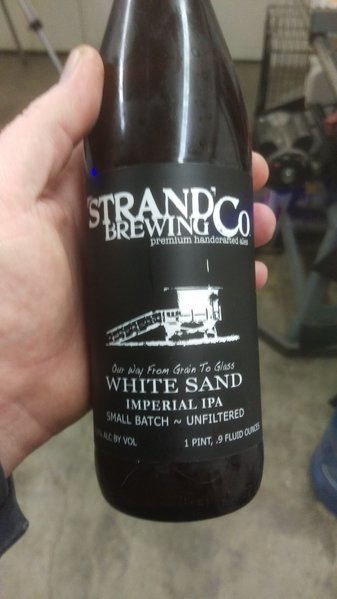 STRAND
BREWING Co.
premium handcrafted ales
Our Way From Grain To Glass
WHITE SAND
IMPERIAL IPA
SMALL BATCH ~ UNFILTERED
% ALC BY VOL 1 PINT, .9 FLUID OUNCES